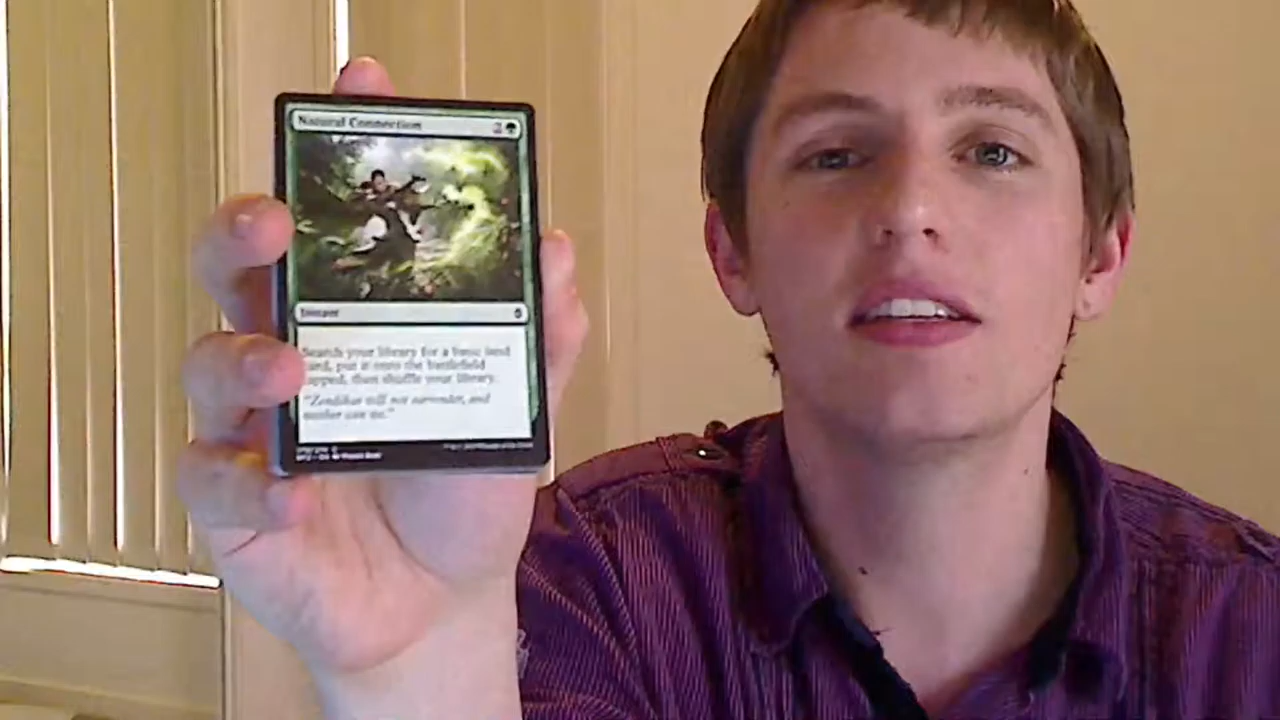 Natural Connection 2
Instant
Search your library for a basic land
card, put it onto the battlefield
tapped, then shuffle your library.
"Zendikar will not surrender, and
neither can we."